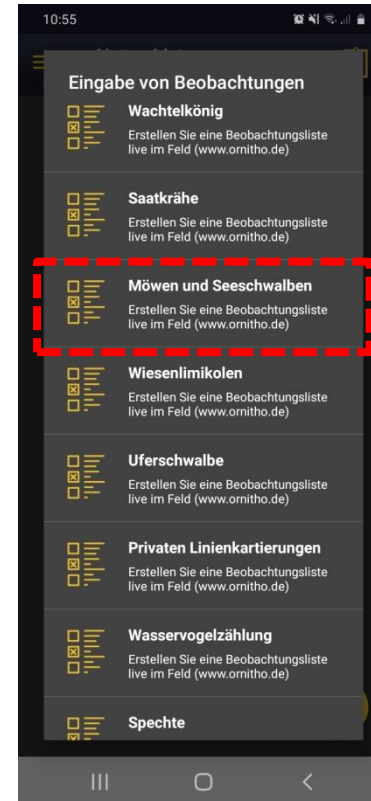 10:55
Eingabe von Beobachtungen
Wachtelkönig
Erstellen Sie eine Beobachtungsliste
live im Feld (www.ornitho.de)
Saatkrähe
Erstellen Sie eine Beobachtungsliste
live im Feld (www.ornitho.de)
Möwen und Seeschwalben
Erstellen Sie eine Beobachtungsliste
live im Feld (www.ornitho.de)
Wiesenlimikolen
Erstellen Sie eine Beobachtungsliste
live im Feld (www.ornitho.de)
Uferschwalbe
Erstellen Sie eine Beobachtungsliste
live im Feld (www.ornitho.de)
Privaten Linienkartierungen
Erstellen Sie eine Beobachtungsliste
live im Feld (www.ornitho.de)
Wasservogelzählung
Erstellen Sie eine Beobachtungsliste
live im Feld (www.ornitho.de)
Spechte